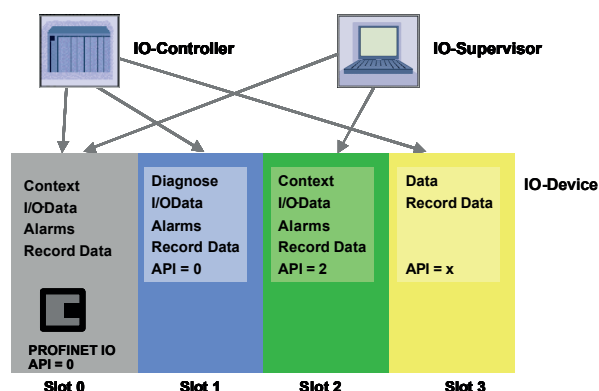 IO-Controller
IO-Supervisor
IO-Device
Context
I/O-Data
Alarms
Record Data
PROFINET IO
API = 0
Diagnose
I/OData
Alarms
Record Data
API = 0
Context
I/O-Data
Alarms
Record Data
API = 2
Data
Record Data
API = x
Slot 0
Slot 1
Slot 2
Slot 3